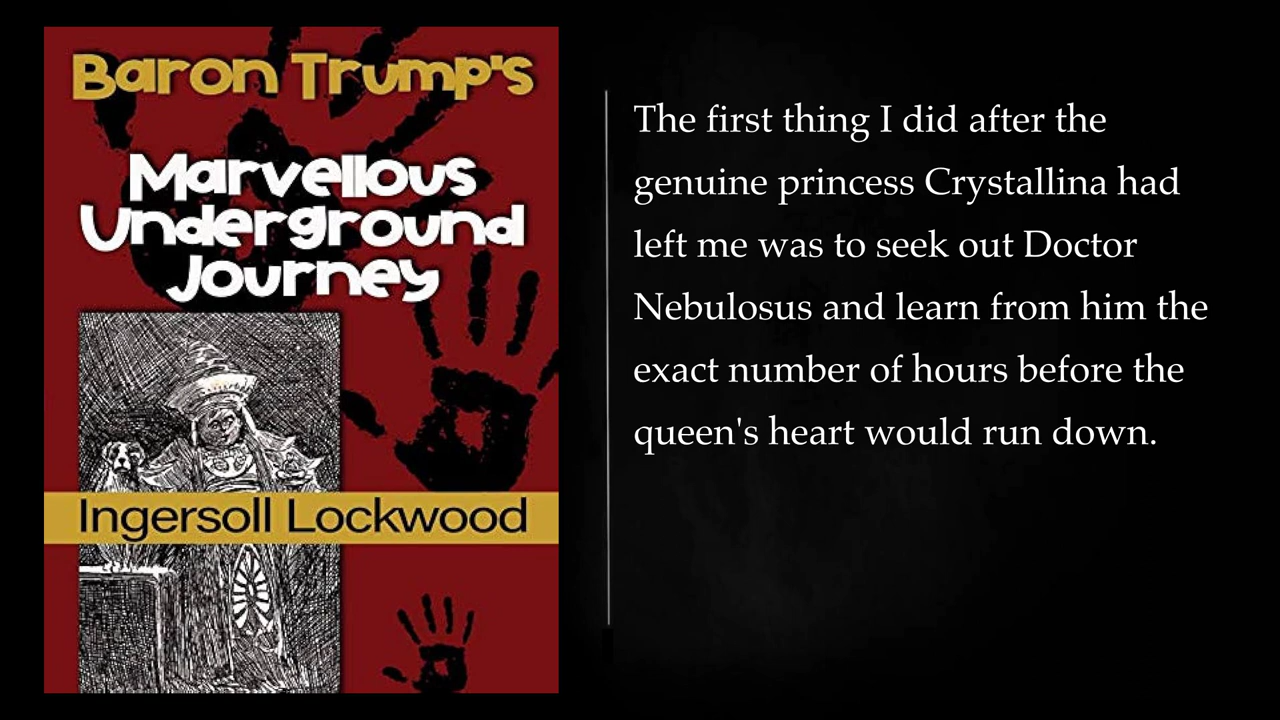 Baron Trump's
Marvellous
Underground
Journey
Ingersoll Lockwood
The first thing I did after the
genuine princess Crystallina had
left me was to seek out Doctor
Nebulosus and learn from him the
exact number of hours before the
queen's heart would run down.